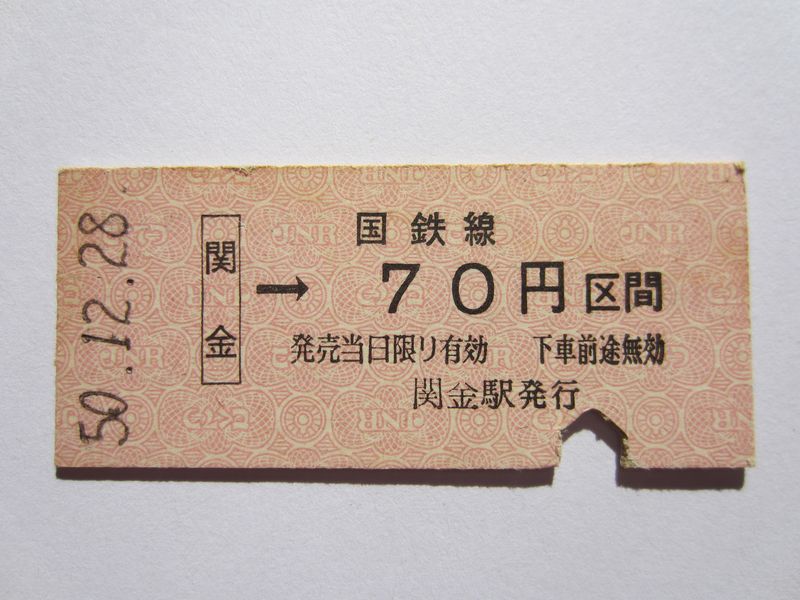 50.12.28
関金
国鉄線
→ 70円区間
発売当日限り有効 下車前途無効
関金駅発行